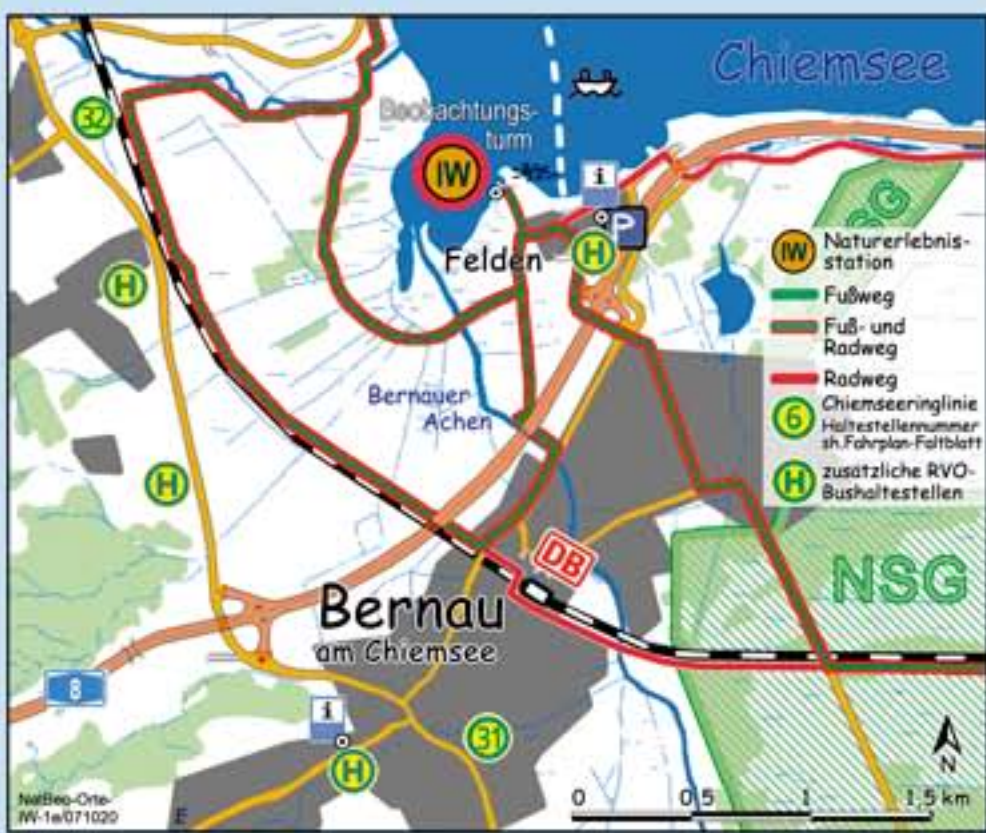 Chiemsee
32
Beobachtungs-
turm
IW
i
P
H
Felden
H
Bernauer
Achen
H
DB
Bernau
am Chiemsee
8
i
H
31
NSG
IW
Naturerlebnis-
station
Fußweg
Fuß- und
Radweg
Radweg
6
Chiemseeringlinie
Haltestellennummer
sh.Fahrplan-Faltblatt
H
zusätzliche RVO-
Bushaltestellen
NSG
N
0 0,5 1 1,5 km
NatBeo-Orte-
IW-1e/071020
E